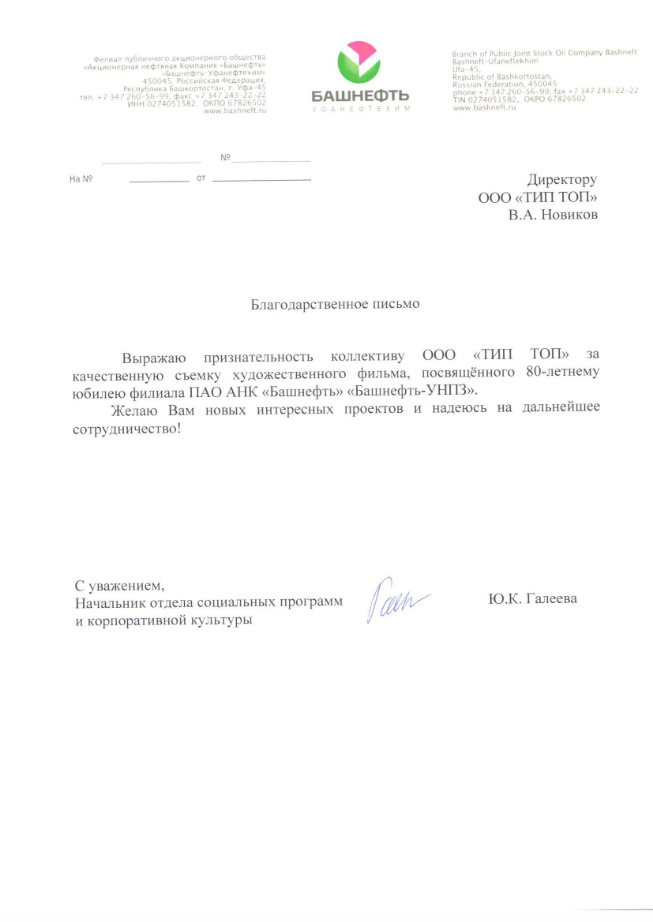 Филиал публичного акционерного общества
«Акционерная нефтяная Компания «Башнефть»
«Башнефть-Уфанефтехим»
450045, Российская Федерация,
Республика Башкортостан, г. Уфа-45
тел. +7 347 260-56-99, факс +7 347 243-22-22
ИНН 0274051582, ОКПО 67826502
www.bashneft.ru
БАШНЕФТЬ
УФАНЕФТЕХИМ
Branch of Public Joint Stock Oil Company Bashneft
Bashneft-Ufaneftekhim
Ufa-45,
Republic of Bashkortostan,
Russian Federation, 450045
phone +7 347 260-56-99, fax +7 347 243-22-22
TIN 0274051582, OKPO 67826502
www.bashneft.ru
№
На № от
Директору
ООО «ТИП ТОП»
В.А. Новиков
Благодарственное письмо
Выражаю признательность коллективу ООО «ТИП ТОП» за
качественную съемку художественного фильма, посвящённого 80-летнему
юбилею филиала ПАО АНК «Башнефть» «Башнефть-УНПЗ».
Желаю Вам новых интересных проектов и надеюсь на дальнейшее
сотрудничество!
С уважением,
Начальник отдела социальных программ
и корпоративной культуры
Ю.К. Галеева